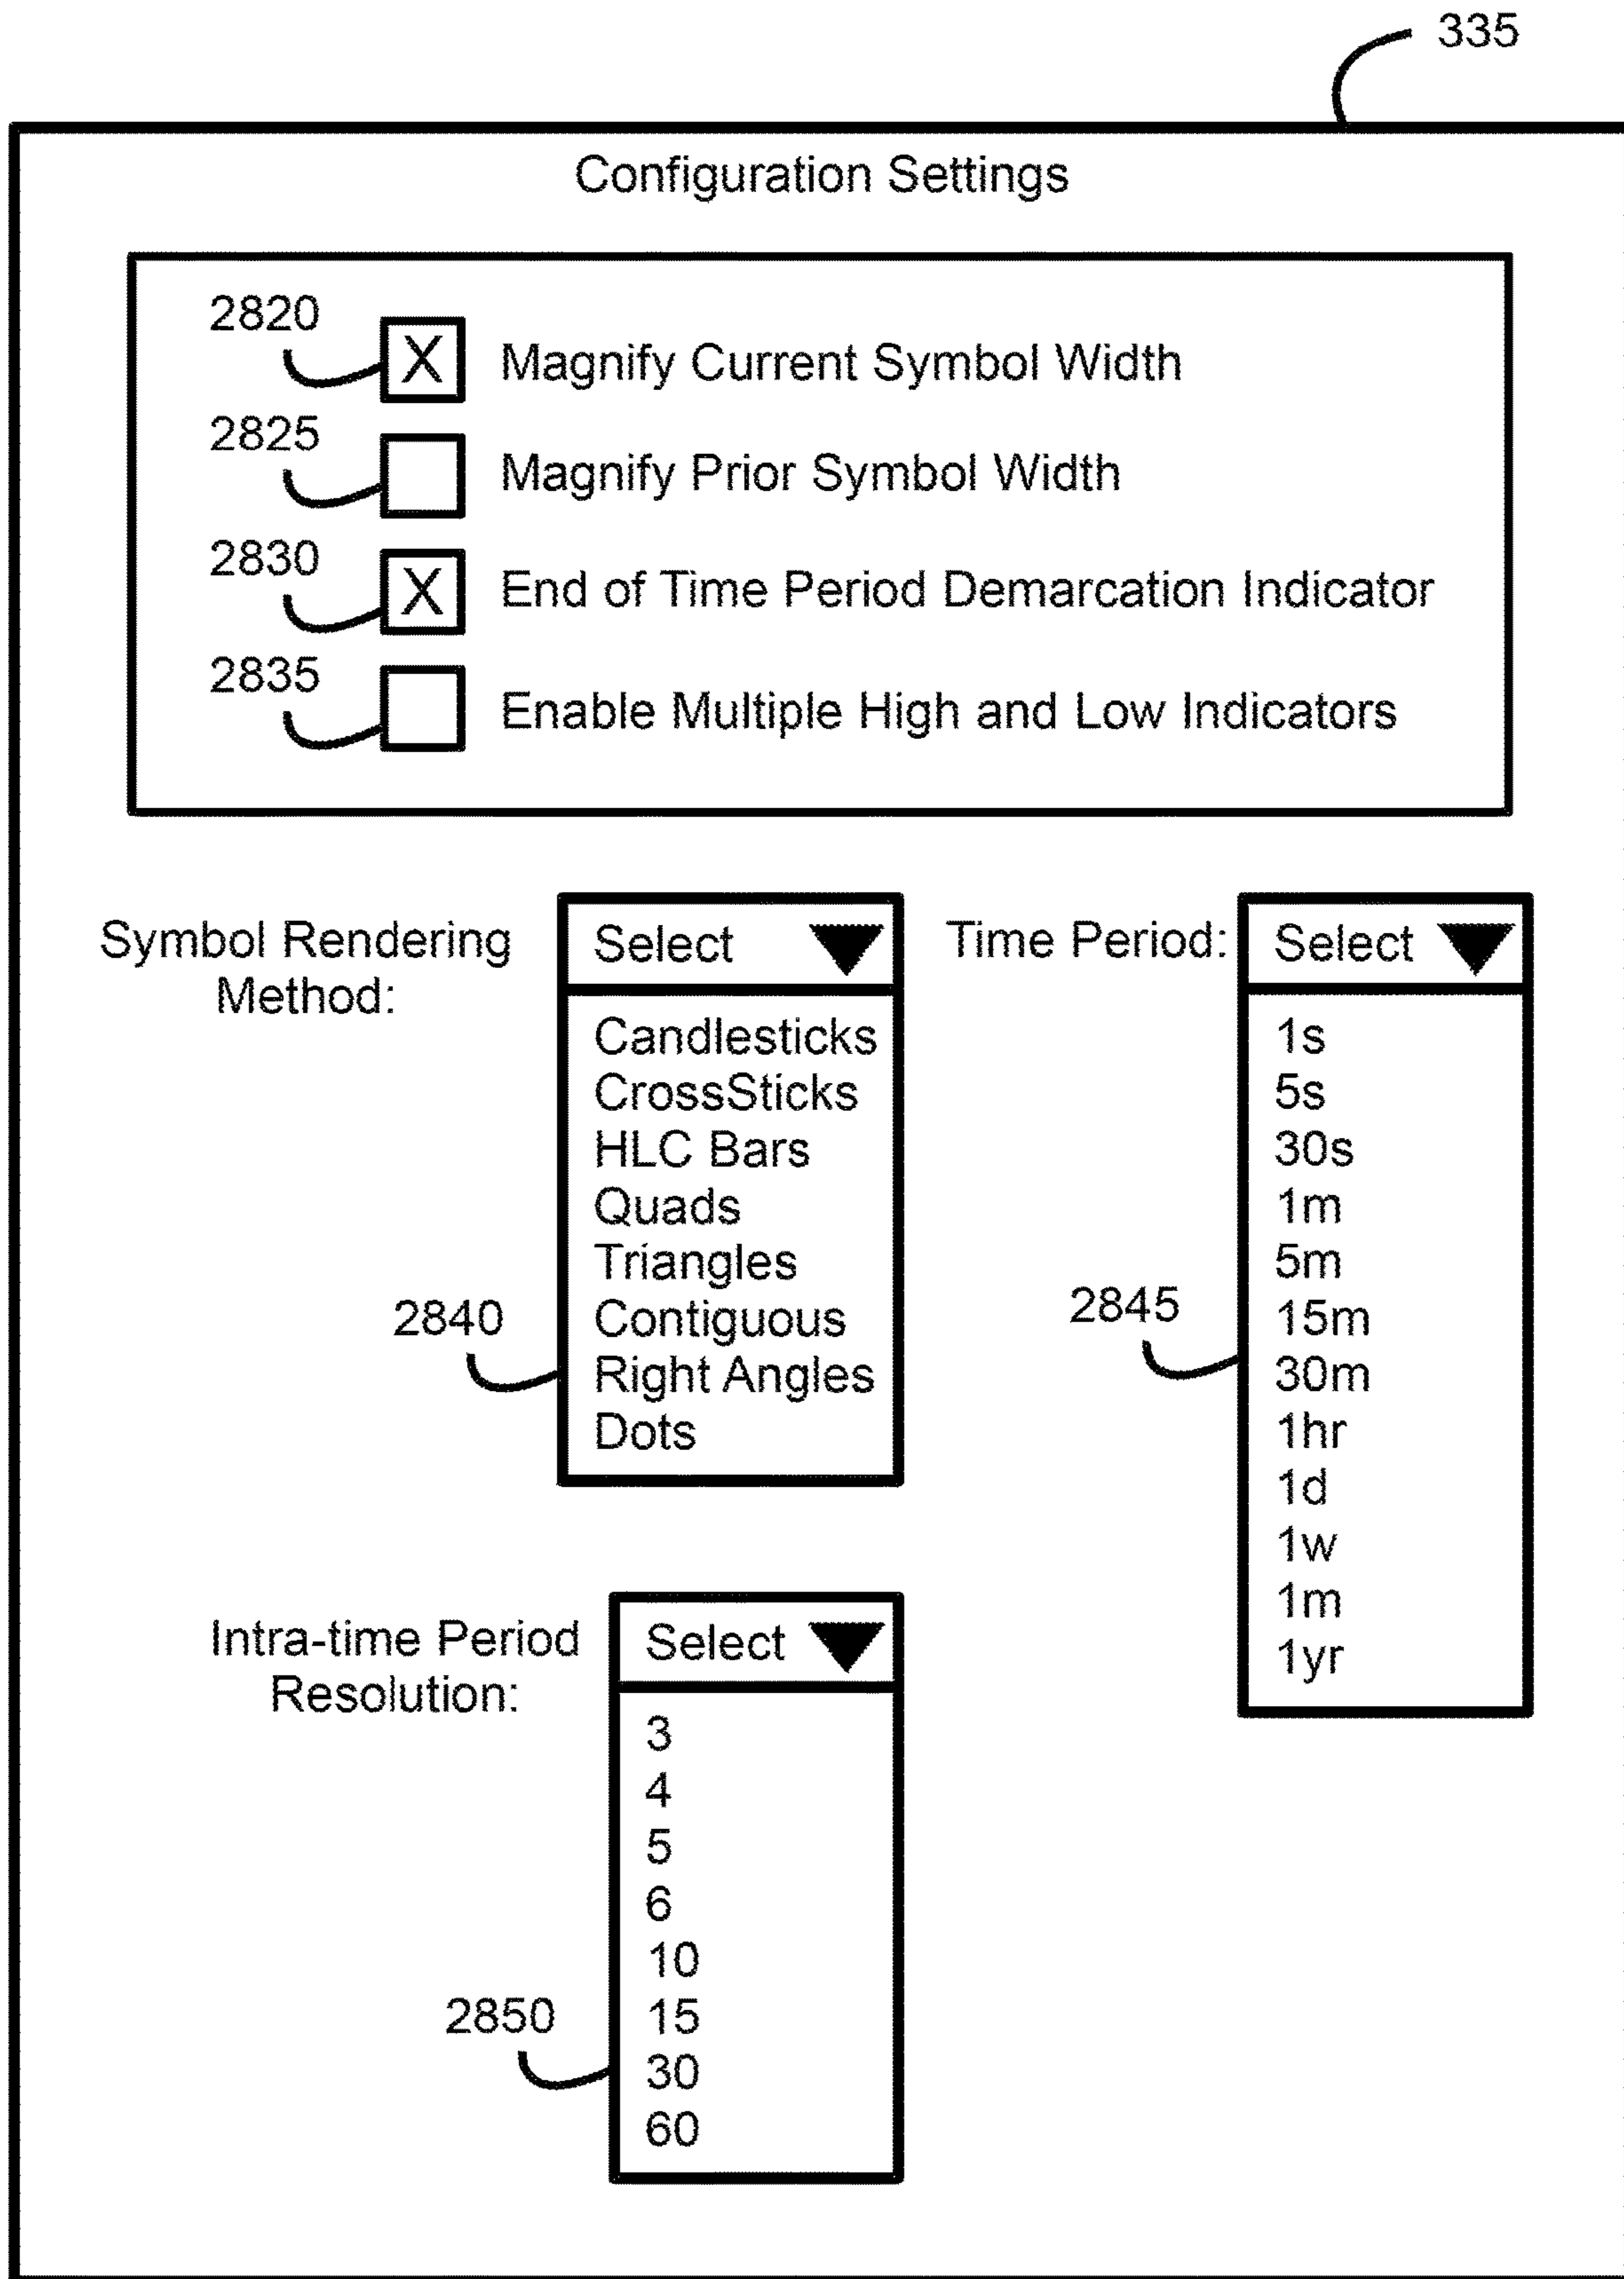 335
Configuration Settings
2820
X
Magnify Current Symbol Width
2825
Magnify Prior Symbol Width
2830
X
End of Time Period Demarcation Indicator
2835
Enable Multiple High and Low Indicators
Symbol Rendering
Method:
Select
Candlesticks
CrossSticks
HLC Bars
Quads
Triangles
Contiguous
Right Angles
Dots
2840
Time Period:
Select
1s
5s
30s
1m
5m
15m
30m
1hr
1d
1w
1m
1yr
2845
Intra-time Period
Resolution:
Select
3
4
5
6
10
15
30
60
2850